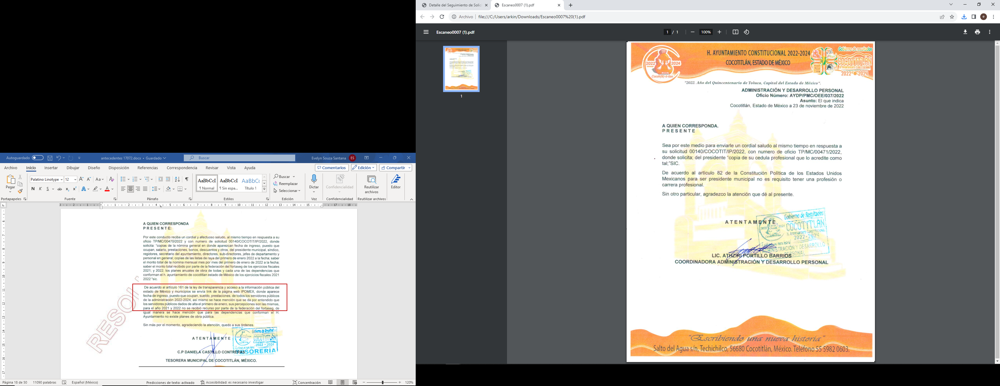 Autoguardado
antecedentes 17072.docx • Guardado
Buscar
Evelyn Souza Santana
ES
Archivo
Inicio
Insertar
Dibujar
Diseño
Disposición
Referencias
Correspondencia
Revisar
Vista
Ayuda
Comentarios
Edición
Compartir
Pegar
Palatino Linotype
12
Aa
N K S ab x₂ x²
A
A
AaBbCcI
AaBbCcI
AaBbCc
¶ Normal
¶ Sin espa...
Título 1
Buscar
Reemplazar
Seleccionar
Dictar
Confidencialidad
Reutilizar
archivos
Editor
Portapapeles
Fuente
Párrafo
Estilos
Edición
Voz
Confidencialidad
Reutilizar archivos
A QUIEN CORRESPONDA
P R E S E N T E:
Por este conducto reciba un cordial y afectuoso saludo, al mismo tiempo en respuesta a su
oficio TP/MC/00470/2022 y con numero de solicitud 00140/COCOTIT/IP/2022, donde
solicita: "copias de la nómina general en donde aparezcan fecha de ingreso, puesto que
ocupan, salario, prestaciones, bonos, descuentos y otros, del presidente municipal, síndico,
regidores, secretario del ayuntamiento, directores, sub-directores, jefes de departamento y
personal en general; copias de las listas de raya del primero de enero 2022 a la fecha; saber
el monto total de la nomina mensual mes por mes del primero de enero de 2022 a la fecha;
saber el monto total recibido por parte de la federación del fortaseg de los ejercicios fiscales
2021; y 2022; los planes anuales de obra de todas y cada una de las dependencias que
conforman el h. ayuntamiento de cocotitlan estado de México de los ejercicios fiscales 2021
2022 "sic.
De acuerdo al artículo 161 de la ley de transparencia y acceso a la información pública del
estado de México y municipios se envía link de la página web IPOMEX, donde aparece
fecha de ingreso, puesto que ocupan, sueldo, prestaciones, de todos los servidores públicos
de la administración 2022-2024, así mismo se hace mención que se da por entendido que
los servidores públicos dados de alta el primero de enero, sus percepciones son las mismas,
para el año 2021 y 2022 no se recibió recurso por parte de la federación del fortaseg, de
igual manera se hace mención que para las dependencias que conforman el H.
Ayuntamiento no existe planes de obra pública.
Sin más por el momento, agradeciendo la atención, quedo a sus órdenes.
A T E N T A M E N T E
Gobierno de Resultados
COCOTITLÁN
2022 - 2024
TESORERÍA
C.P DANIELA CASTILLO CONTRERAS
TESORERA MUNICIPAL DE COCOTITLÁN, MÉXICO.
RESOL
Página 18 de 50
11090 palabras
Español (México)
Predicciones de texto: activado
Accesibilidad: es necesario investigar
Concentración
120%
Detalle del Seguimiento de Solic
Escaneo0007 (1).pdf
Archivo
file:///C:/Users/arkin/Downloads/Escaneo0007%20(1).pdf
e
Escaneo0007 (1).pdf
1 / 1
100%
1
H. AYUNTAMIENTO CONSTITUCIONAL 2022-2024
COCOTITLÁN, ESTADO DE MÉXICO
2022 2024
Cocoh(ti)-ti-tlan
Gobierno de resultados
COCOTITLÁN
H. AYUNTAMIENTO CONSTITUCIONAL
2022-2024
"2022. Año del Quincentenario de Toluca, Capital del Estado de México".
ADMINISTRACIÓN Y DESARROLLO PERSONAL
Oficio Número: AYDP/PMC/OEE/037/2022
Asunto: El que indica
Cocotitlán, Estado de México a 23 de noviembre de 2022
A QUIEN CORRESPONDA.
P R E S E N T E
Sea por este medio para enviarle un cordial saludo al mismo tiempo en respuesta a
su solicitud 00140/COCOTIT/IP/2022, con numero de oficio TP/MC/00471/2022,
donde solicita; del presidente "copia de su cedula profesional que lo acredite como
tal;"SIC.
De acuerdo al artículo 82 de la Constitución Política de los Estados Unidos
Mexicanos para ser presidente municipal no es requisito tener una profesión o
carrera profesional.
Sin otro particular, agradezco la atención que dé al presente.
A T E N T A M E N T E
Gobierno de Resultados
COCOTITLÁN
H. AYUNTAMIENTO CONSTITUCIONAL
2022 - 2024
ADMINISTRACIÓN Y DESARROLLO
PERSONAL
LIC. ATHZIRI PORTILLO BARRIOS
COORDINADORA ADMINISTRACIÓN Y DESARROLLO PERSONAL
"Escribiendo una nueva historia"
Salto del Agua s/n, Techichilco, 56680 Cocotitlán, México. Teléfono 55 5982 0603.